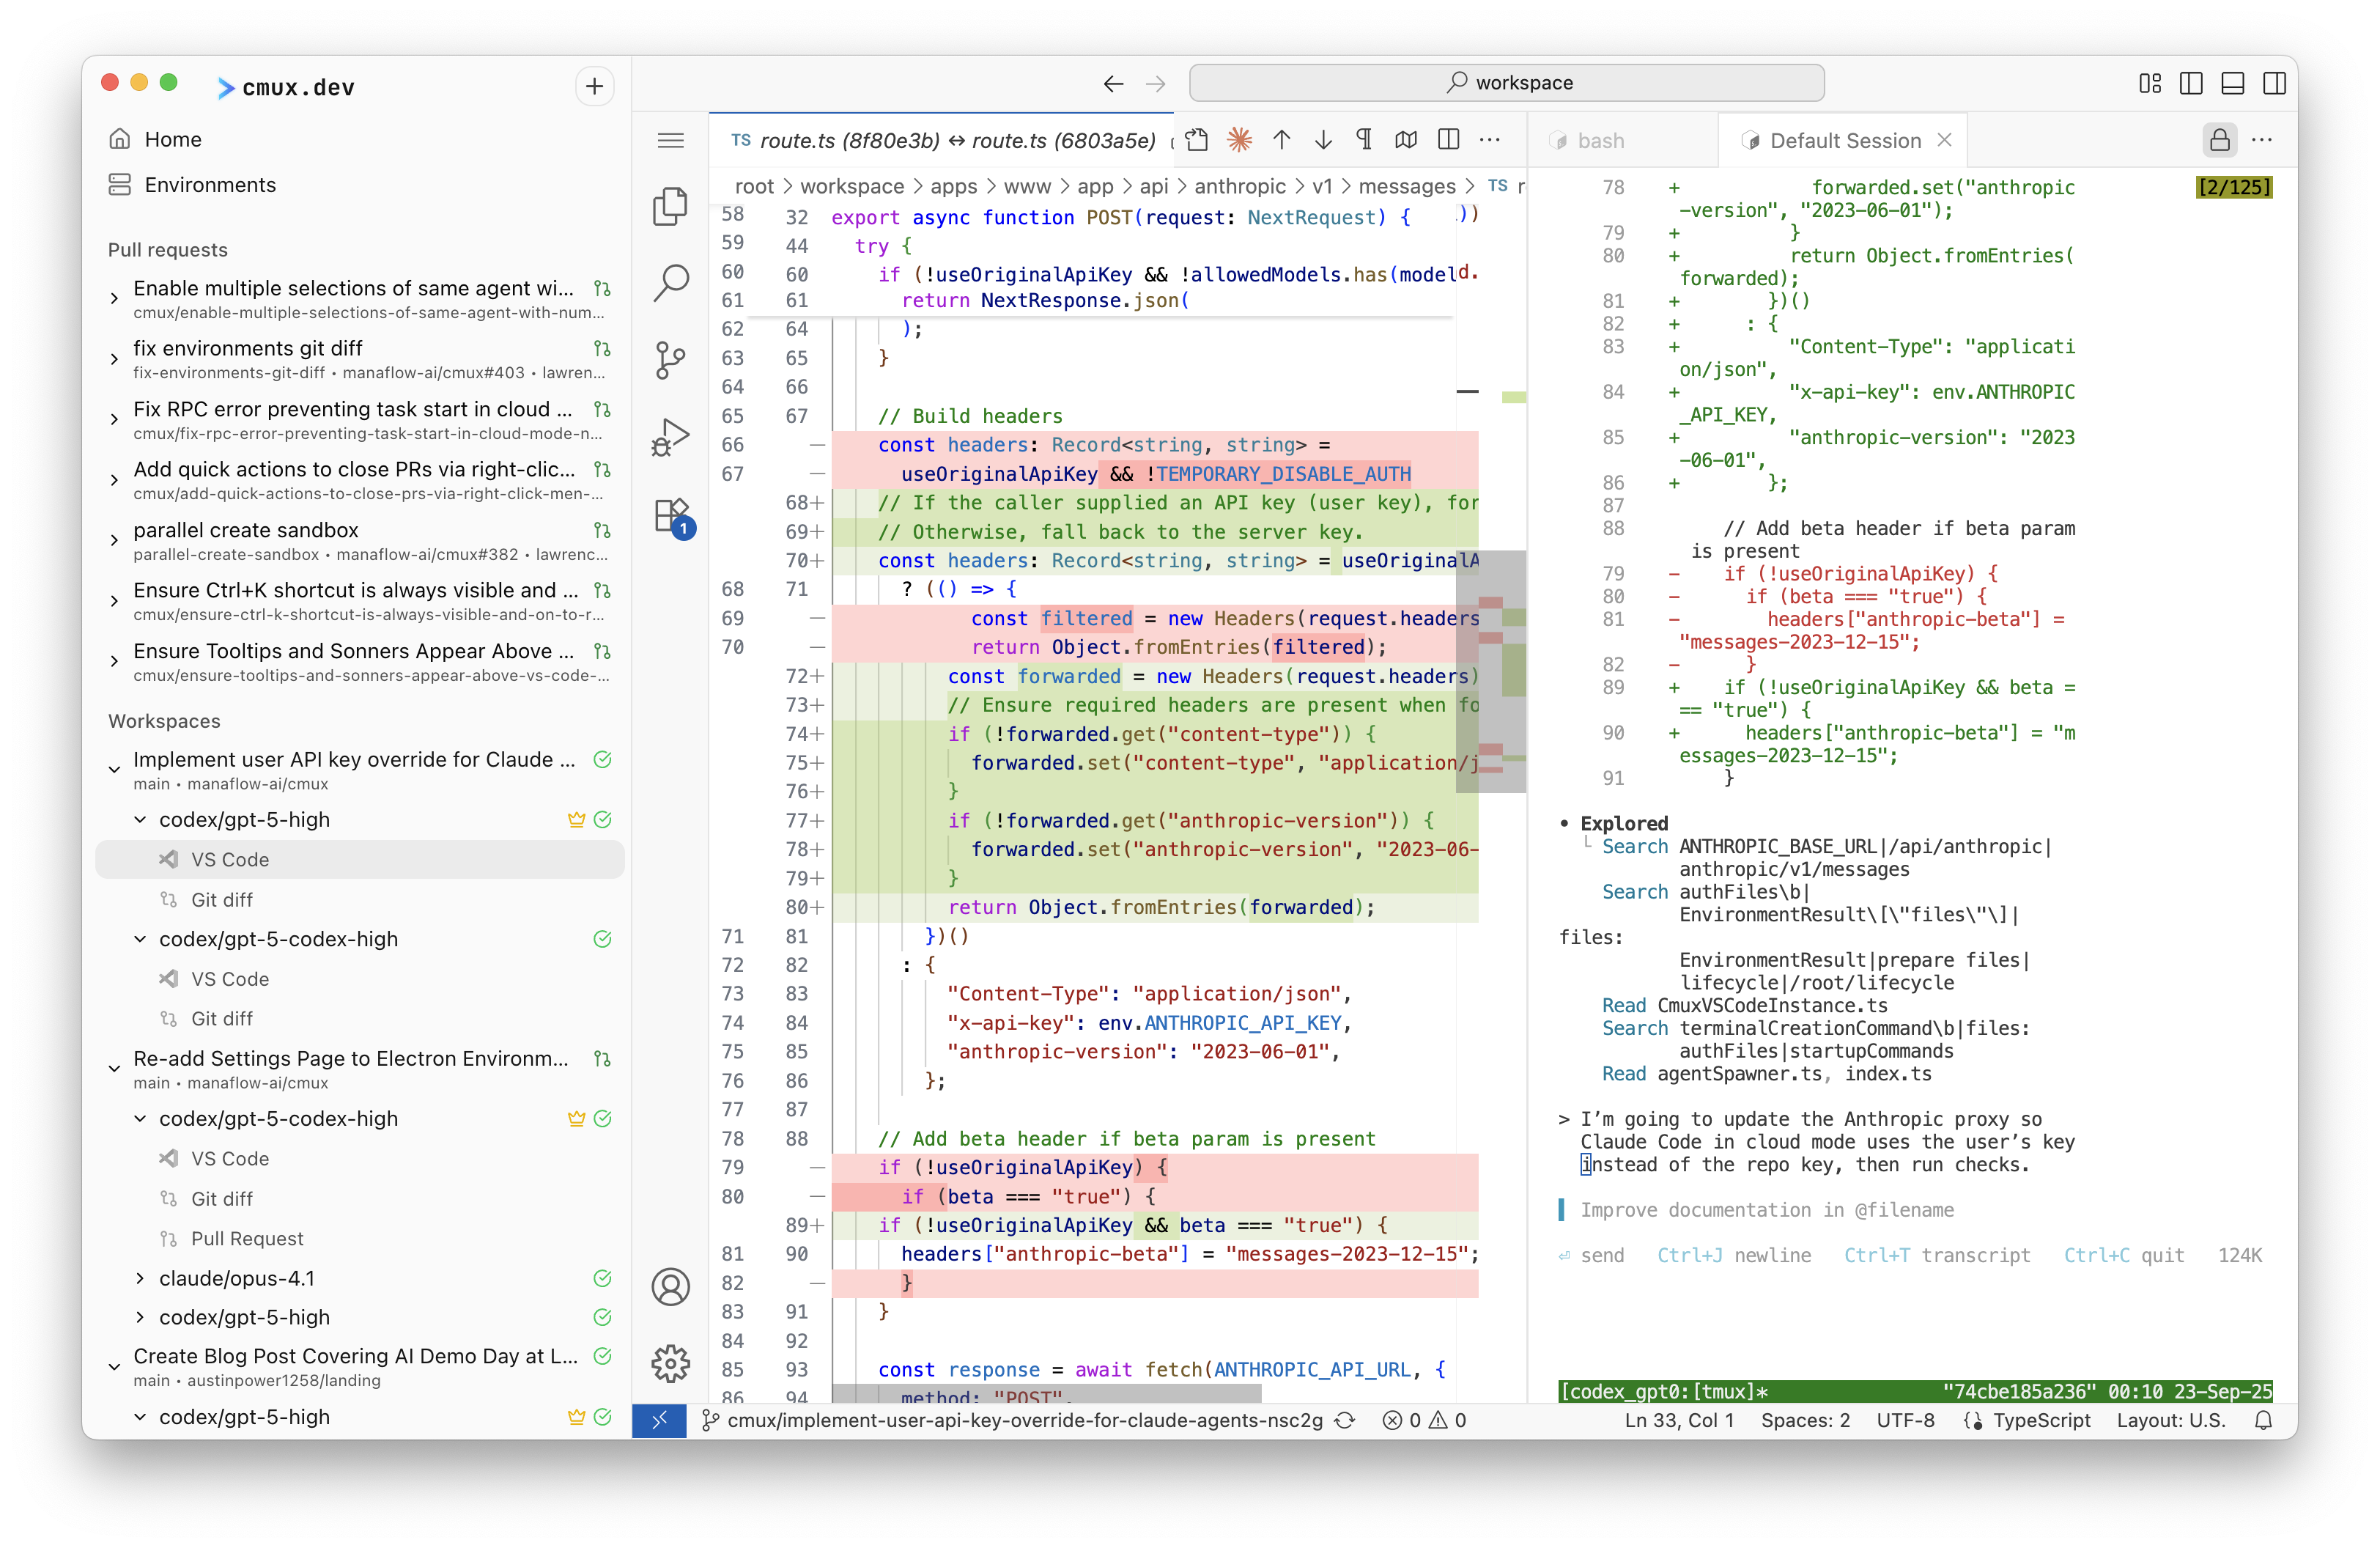 cmux.dev
Home
Environments
Pull requests
Enable multiple selections of same agent wi...
cmux/enable-multiple-selections-of-same-agent-with-num...
fix environments git diff
fix-environments-git-diff • manaflow-ai/cmux#403 • lawren...
Fix RPC error preventing task start in cloud ...
cmux/fix-rpc-error-preventing-task-start-in-cloud-mode-n...
Add quick actions to close PRs via right-clic...
cmux/add-quick-actions-to-close-prs-via-right-click-men-...
parallel create sandbox
parallel-create-sandbox • manaflow-ai/cmux#382 • lawrenc...
Ensure Ctrl+K shortcut is always visible and ...
cmux/ensure-ctrl-k-shortcut-is-always-visible-and-on-to-r...
Ensure Tooltips and Sonners Appear Above ...
cmux/ensure-tooltips-and-sonners-appear-above-vs-code-...
Workspaces
Implement user API key override for Claude ...
main • manaflow-ai/cmux
codex/gpt-5-high
VS Code
Git diff
codex/gpt-5-codex-high
VS Code
Git diff
Re-add Settings Page to Electron Environm...
main • manaflow-ai/cmux
codex/gpt-5-codex-high
VS Code
Git diff
Pull Request
claude/opus-4.1
codex/gpt-5-high
Create Blog Post Covering AI Demo Day at L...
main • austinpower1258/landing
codex/gpt-5-high
workspace
TS route.ts (8f80e3b) ↔ route.ts (6803a5e)
root > workspace > apps > www > app > api > anthropic > v1 > messages > TS r
1
58 32 export async function POST(request: NextRequest) { ))
59 44 try {
60 60 if (!useOriginalApiKey && !allowedModels.has(model d.
61 61 return NextResponse.json(
62 64 );
63 65 }
64 66
65 67 // Build headers
66 — const headers: Record<string, string> =
67 — useOriginalApiKey && !TEMPORARY_DISABLE_AUTH
68+ // If the caller supplied an API key (user key), for
69+ // Otherwise, fall back to the server key.
70+ const headers: Record<string, string> = useOriginalA
68 71 ? (() => {
69 — const filtered = new Headers(request.headers
70 — return Object.fromEntries(filtered);
72+ const forwarded = new Headers(request.headers)
73+ // Ensure required headers are present when fo
74+ if (!forwarded.get("content-type")) {
75+ forwarded.set("content-type", "application/j
76+ }
77+ if (!forwarded.get("anthropic-version")) {
78+ forwarded.set("anthropic-version", "2023-06-
79+ }
80+ return Object.fromEntries(forwarded);
71 81 })()
72 82 : {
73 83 "Content-Type": "application/json",
74 84 "x-api-key": env.ANTHROPIC_API_KEY,
75 85 "anthropic-version": "2023-06-01",
76 86 };
77 87
78 88 // Add beta header if beta param is present
79 — if (!useOriginalApiKey) {
80 — if (beta === "true") {
89+ if (!useOriginalApiKey && beta === "true") {
81 90 headers["anthropic-beta"] = "messages-2023-12-15";
82 — }
83 91 }
84 92
85 93 const response = await fetch(ANTHROPIC_API_URL, {
86 94 method: "POST",
bash
Default Session
[2/125]
78 + forwarded.set("anthropic
-version", "2023-06-01");
79 + }
80 + return Object.fromEntries(
forwarded);
81 + })()
82 + : {
83 + "Content-Type": "applicati
on/json",
84 + "x-api-key": env.ANTHROPIC
_API_KEY,
85 + "anthropic-version": "2023
-06-01",
86 + };
87
88 // Add beta header if beta param
is present
79 - if (!useOriginalApiKey) {
80 - if (beta === "true") {
81 - headers["anthropic-beta"] =
"messages-2023-12-15";
82 - }
89 + if (!useOriginalApiKey && beta =
== "true") {
90 + headers["anthropic-beta"] = "m
essages-2023-12-15";
91 }
• Explored
└ Search ANTHROPIC_BASE_URL|/api/anthropic|
anthropic/v1/messages
Search authFiles\b|
EnvironmentResult\[\"files\"\]|
files:
EnvironmentResult|prepare files|
lifecycle|/root/lifecycle
Read CmuxVSCodeInstance.ts
Search terminalCreationCommand\b|files:
authFiles|startupCommands
Read agentSpawner.ts, index.ts
> I’m going to update the Anthropic proxy so
Claude Code in cloud mode uses the user’s key
instead of the repo key, then run checks.
Improve documentation in @filename
⏎ send Ctrl+J newline Ctrl+T transcript Ctrl+C quit 124K
[codex_gpt0:[tmux]* "74cbe185a236" 00:10 23-Sep-25
cmux/implement-user-api-key-override-for-claude-agents-nsc2g 0 0 Ln 33, Col 1 Spaces: 2 UTF-8 TypeScript Layout: U.S.